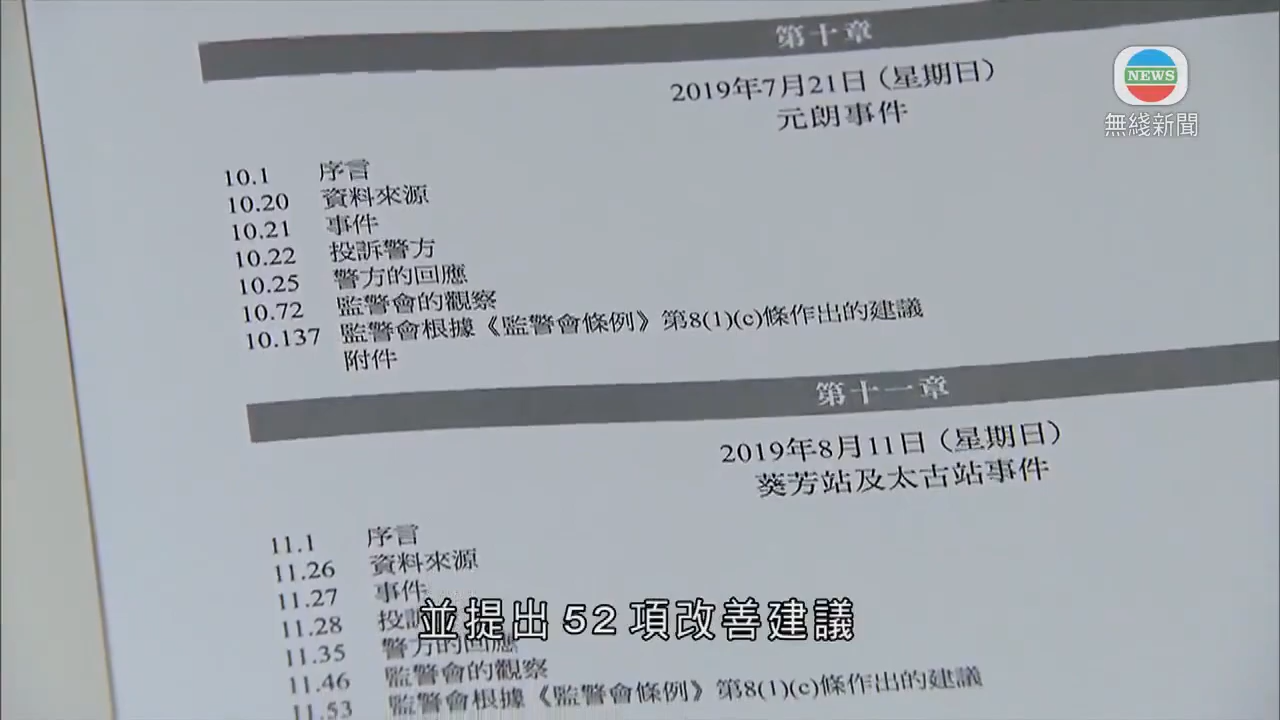 第十章
2019年7月21日（星期日）
元朗事件
NEWS
無綫新聞
10.1 序言
10.20 資料來源
10.21 事件
10.22 投訴警方
10.25 警方的回應
10.72 監警會的觀察
10.137 監警會根據《監警會條例》第8(1)(c)條作出的建議
附件
第十一章
2019年8月11日（星期日）
葵芳站及太古站事件
11.1 序言
11.26 資料來源
11.27 事件
11.28 投訴
並提出 52 項改善建議
11.35 警方的回應
11.46 監警會的觀察
11.53 監警會根據《監警會條例》第8(1)(c)條作出的建議